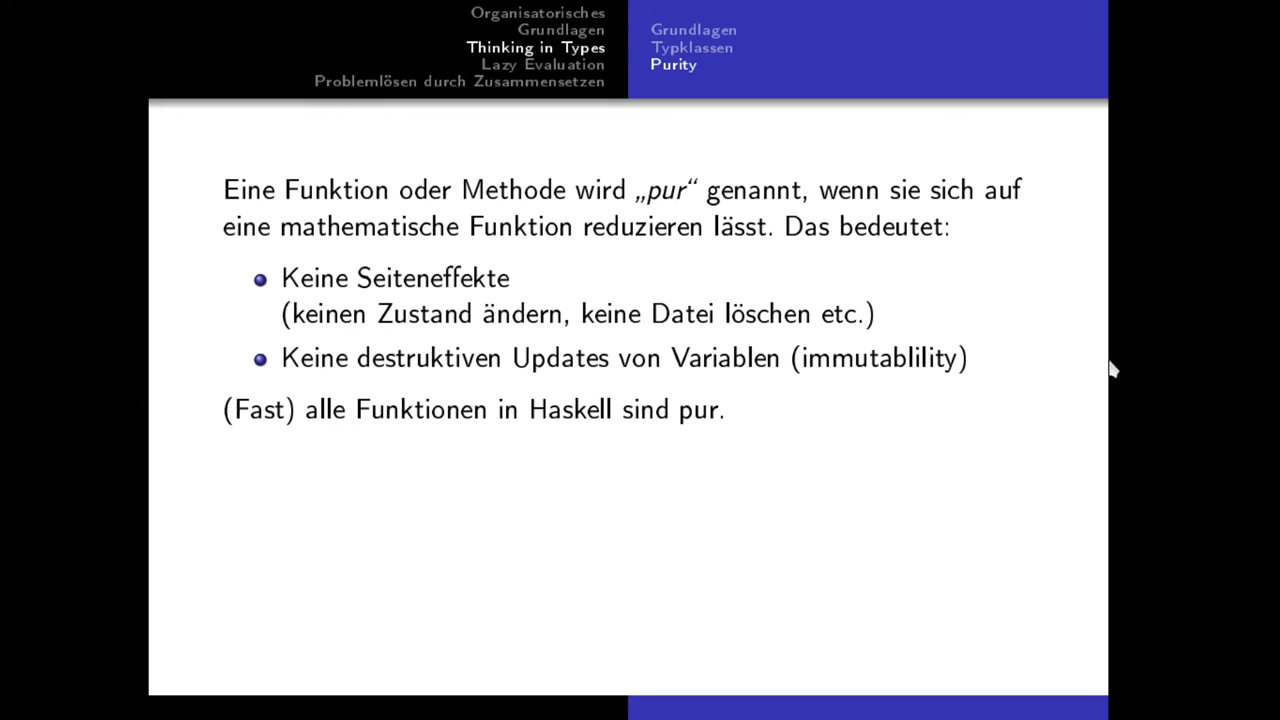 Organisatorisches
Grundlagen
Thinking in Types
Lazy Evaluation
Problemlösen durch Zusammensetzen
Grundlagen
Typklassen
Purity
Eine Funktion oder Methode wird „pur“ genannt, wenn sie sich auf
eine mathematische Funktion reduzieren lässt. Das bedeutet:
Keine Seiteneffekte
(keinen Zustand ändern, keine Datei löschen etc.)
Keine destruktiven Updates von Variablen (immutablility)
(Fast) alle Funktionen in Haskell sind pur.